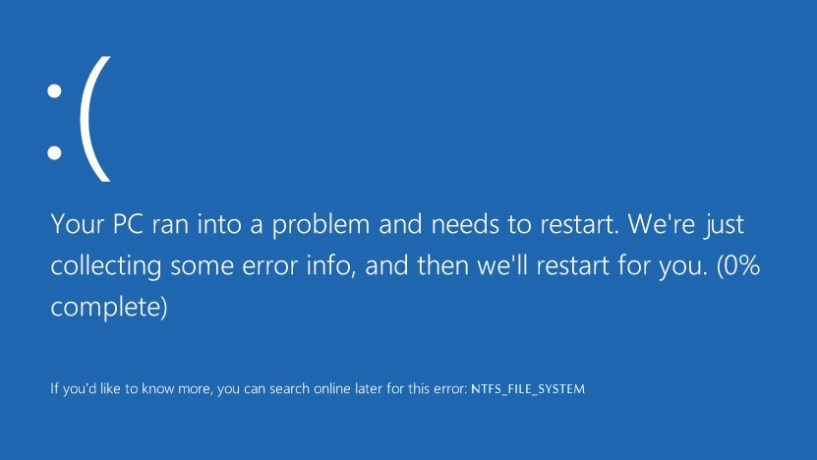 :(
Your PC ran into a problem and needs to restart. We're just
collecting some error info, and then we'll restart for you. (0%
complete)
If you'd like to know more, you can search online later for this error: NTFS_FILE_SYSTEM